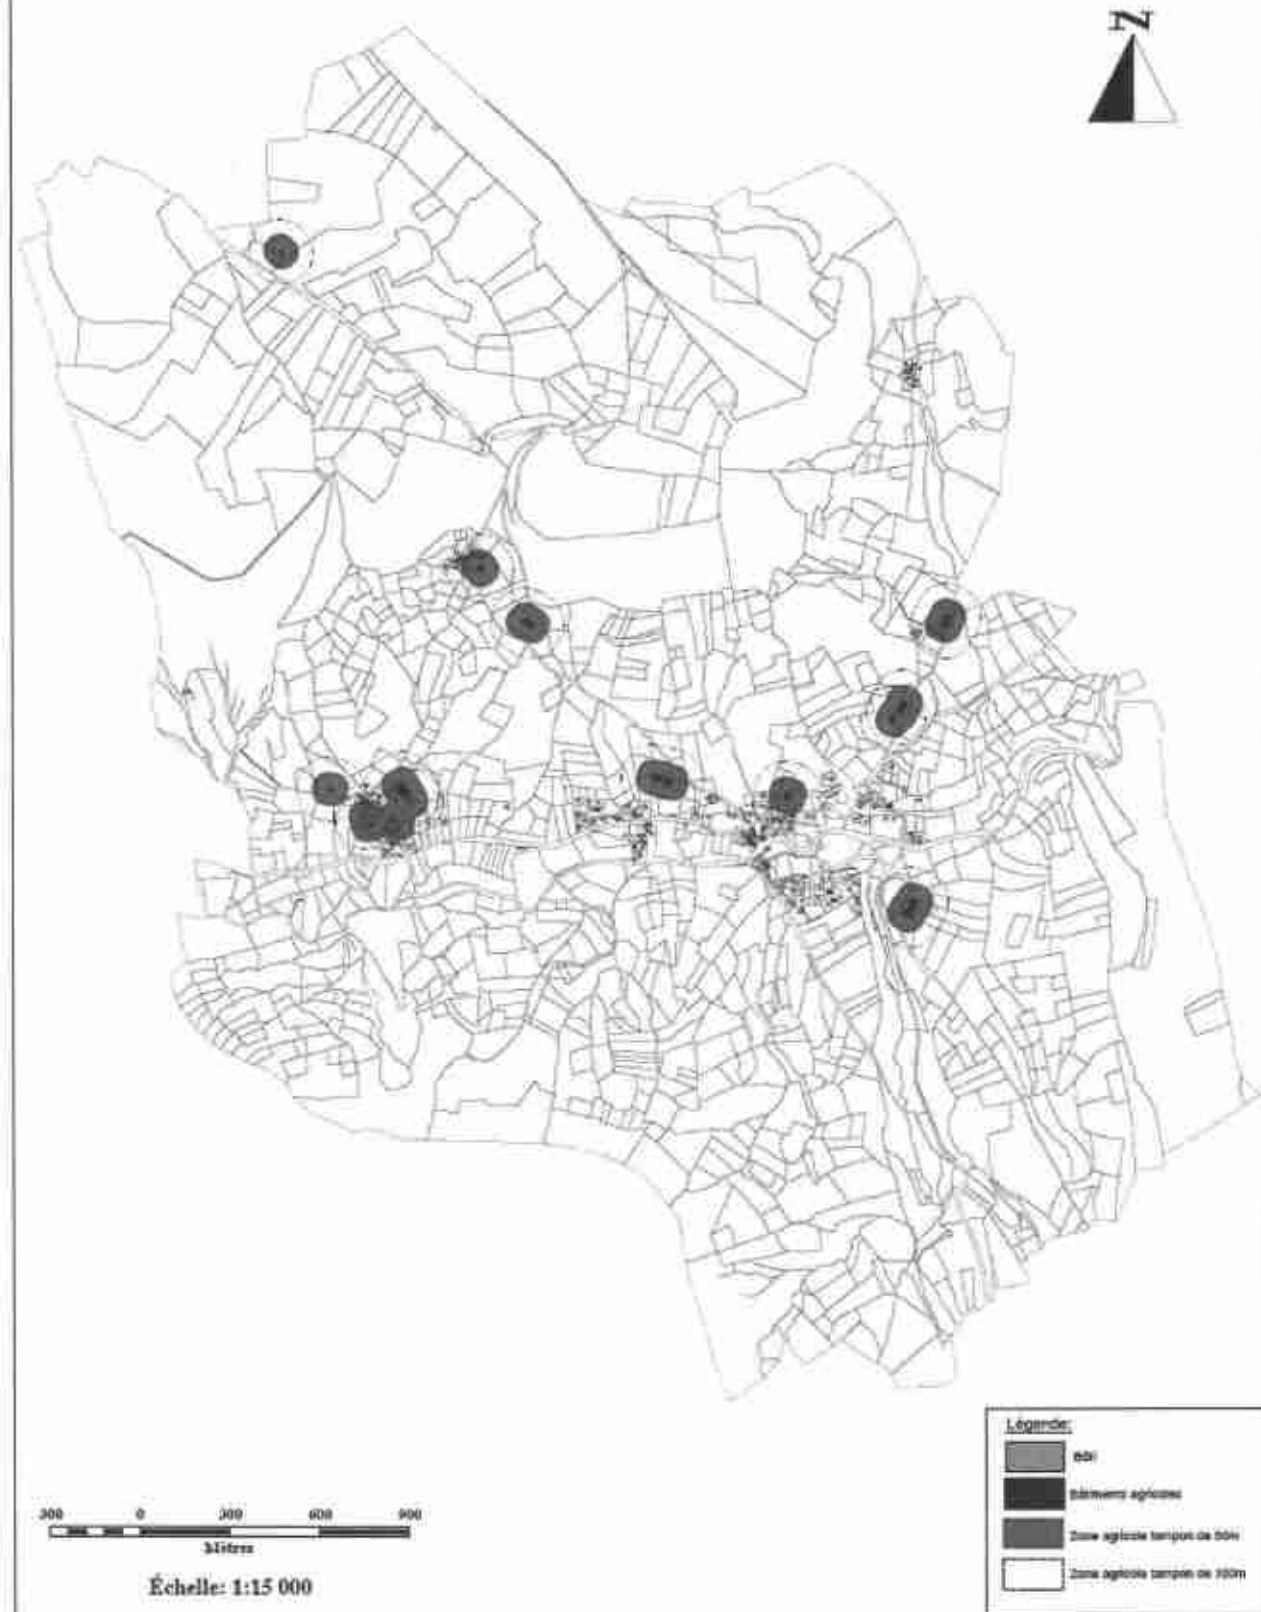 N
Légende:
Bâti
Bâtiments agricoles
Zone agricole tampon de 50m
Zone agricole tampon de 100m
300 0 300 600 900
Mètres
Échelle: 1:15 000